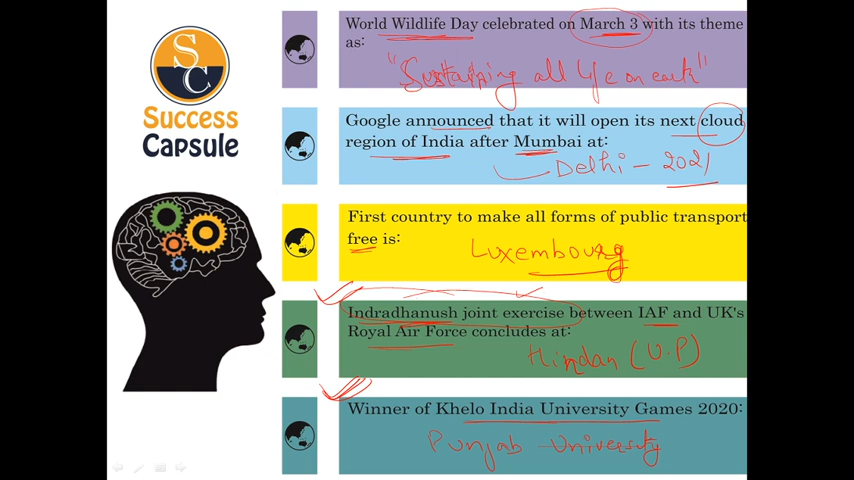 S
C
Success
Capsule
World Wildlife Day celebrated on March 3 with its theme
as:
"Sustaining all life on earth"
Google announced that it will open its next cloud
region of India after Mumbai at:
Delhi - 2021
First country to make all forms of public transport
free is:
Luxembourg
Indradhanush joint exercise between IAF and UK's
Royal Air Force concludes at:
Hindan (U.P)
Winner of Khelo India University Games 2020:
Punjab University